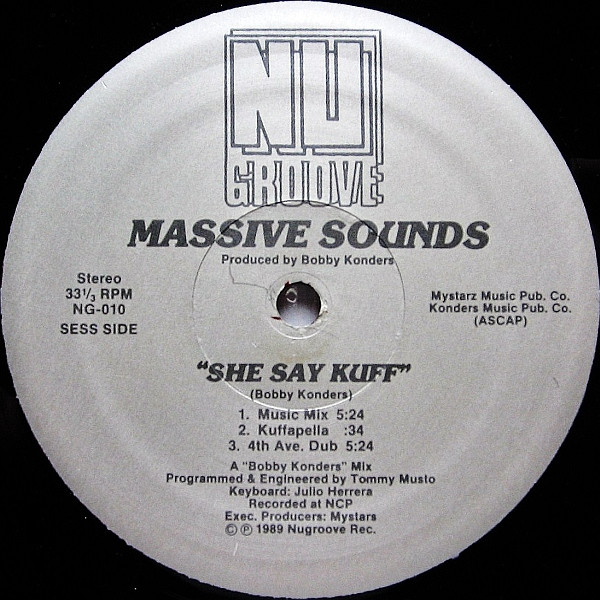 NU
GROOVE
MASSIVE SOUNDS
Produced by Bobby Konders
Stereo
33 1/3 RPM
NG-010
SESS SIDE
Mystarz Music Pub. Co.
Konders Music Pub. Co.
(ASCAP)
"SHE SAY KUFF"
(Bobby Konders)
1. Music Mix 5:24
2. Kuffapella :34
3. 4th Ave. Dub 5:24
A "Bobby Konders" Mix
Programmed & Engineered by Tommy Musto
Keyboard: Julio Herrera
Recorded at NCP
Exec. Producers: Mystars
© ℗ 1989 Nugroove Rec.